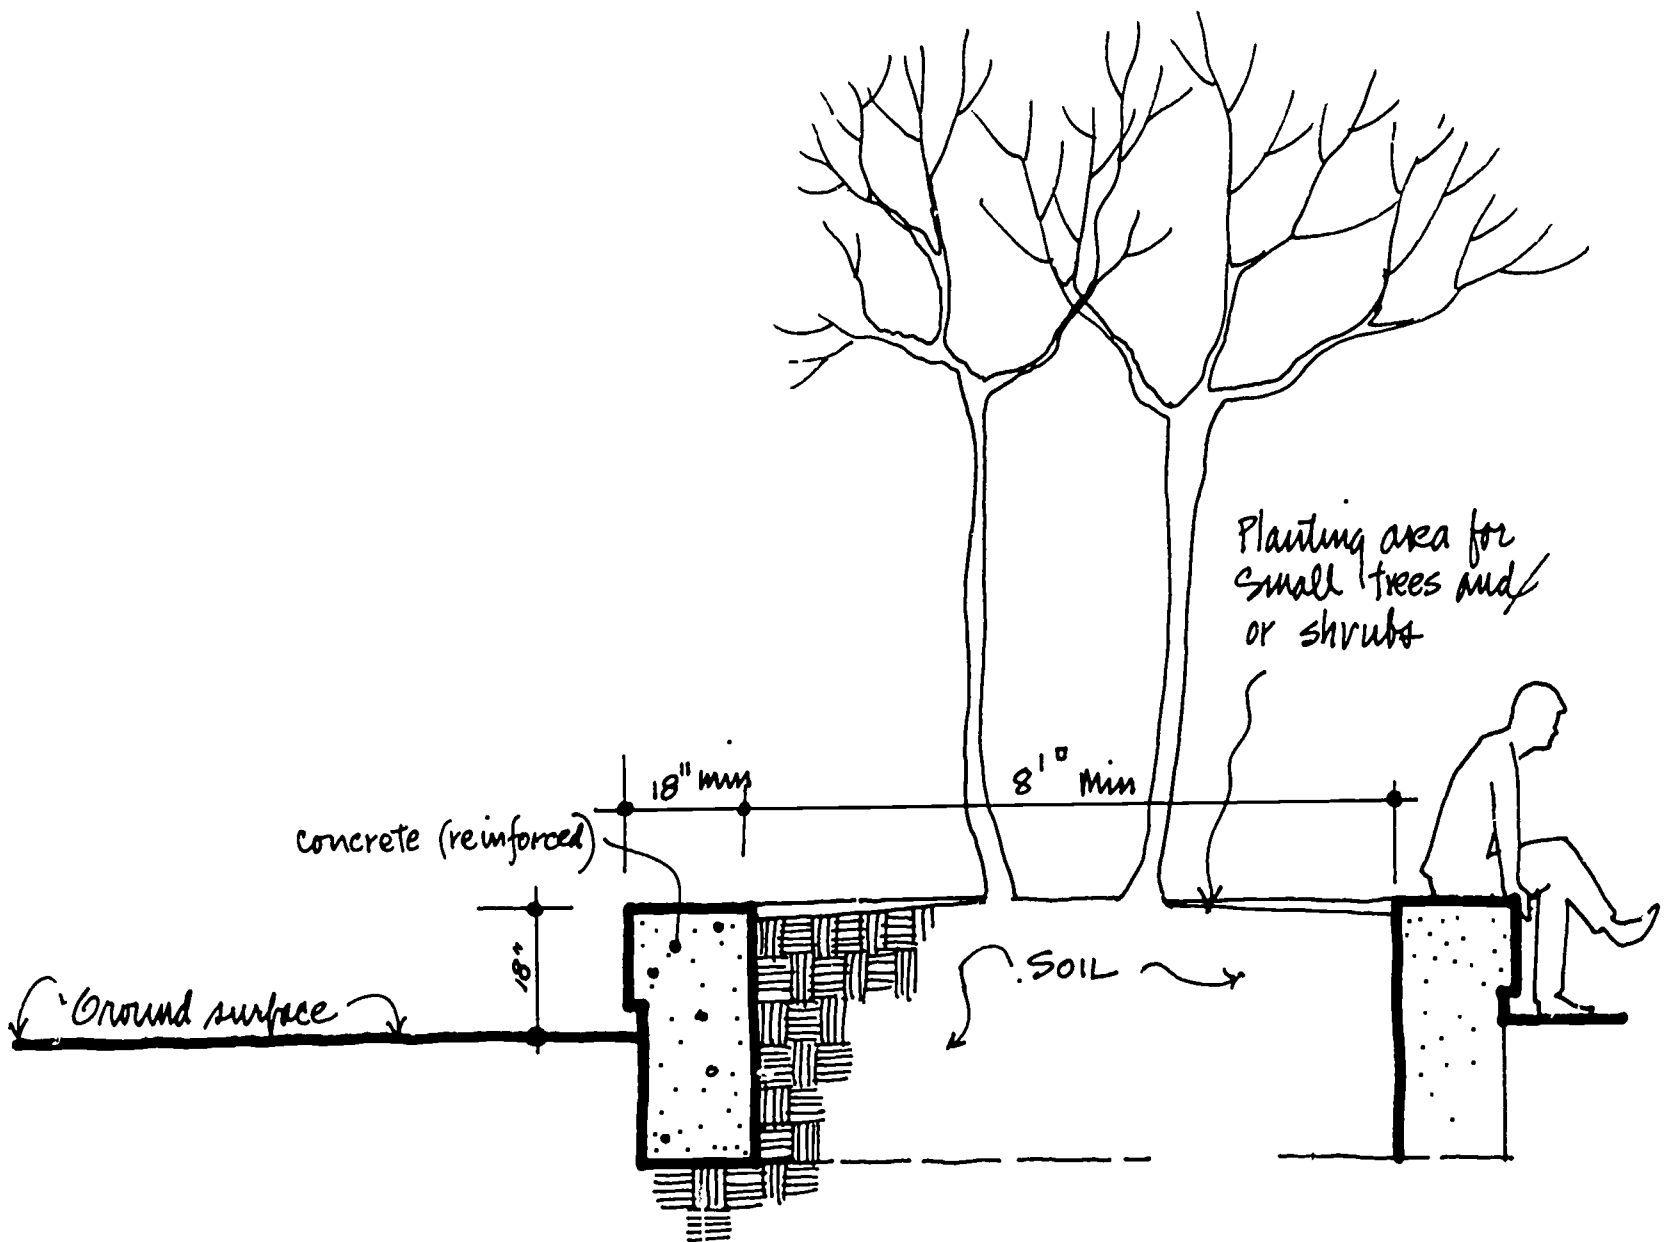 Planting area for
small trees and/
or shrubs
18" min
8'0" min
concrete (reinforced)
18"
Ground surface
SOIL